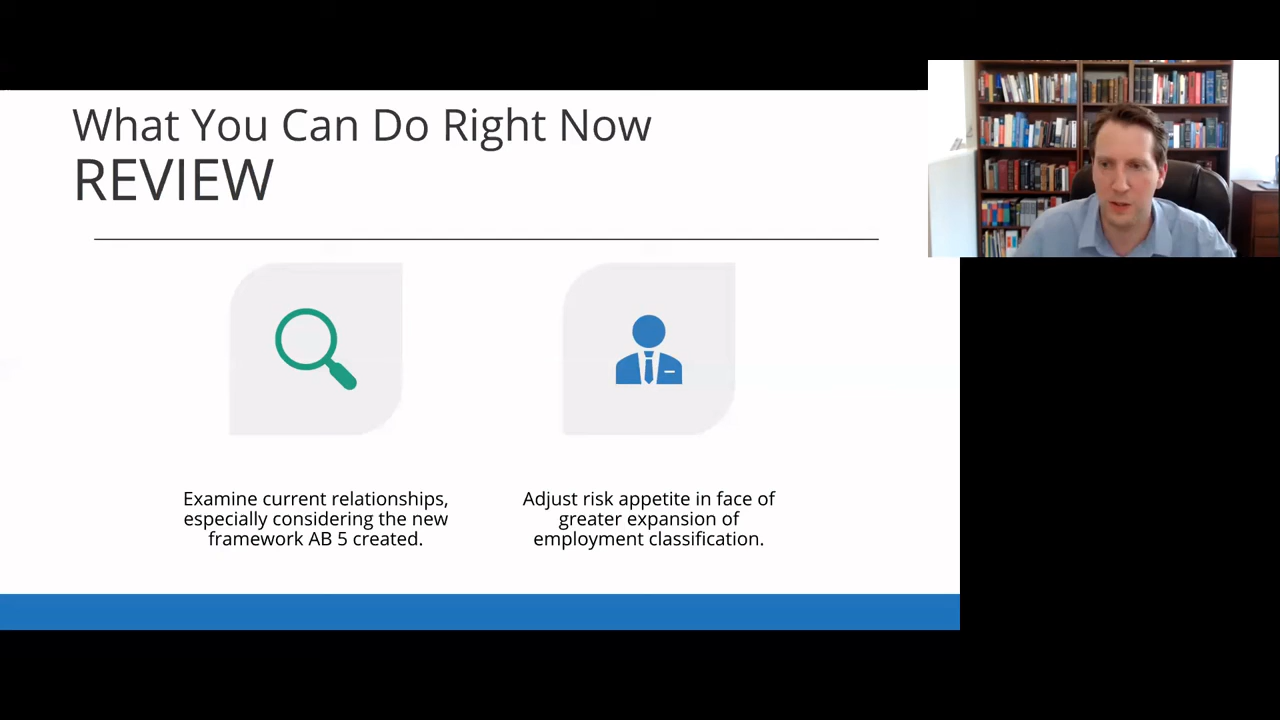 What You Can Do Right Now
REVIEW
Examine current relationships,
especially considering the new
framework AB 5 created.
Adjust risk appetite in face of
greater expansion of
employment classification.